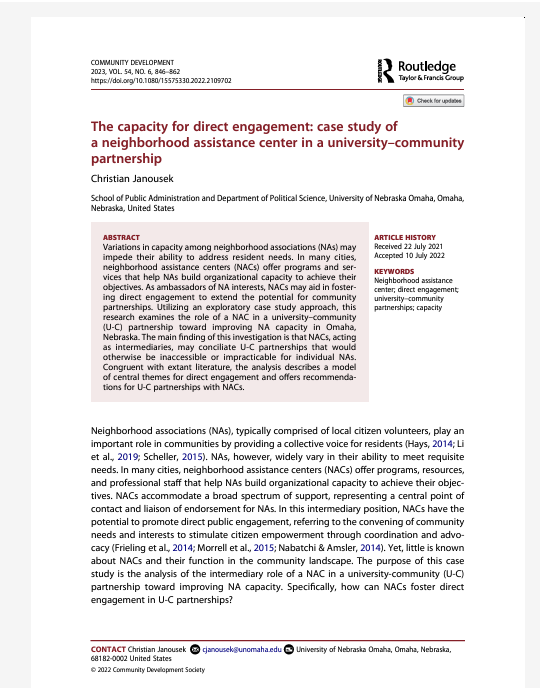 COMMUNITY DEVELOPMENT
2023, VOL. 54, NO. 6, 846–862
https://doi.org/10.1080/15575330.2022.2109702
Routledge
Taylor & Francis Group
Check for updates
The capacity for direct engagement: case study of
a neighborhood assistance center in a university–community
partnership
Christian Janousek
School of Public Administration and Department of Political Science, University of Nebraska Omaha, Omaha,
Nebraska, United States
ABSTRACT
Variations in capacity among neighborhood associations (NAs) may
impede their ability to address resident needs. In many cities,
neighborhood assistance centers (NACs) offer programs and ser-
vices that help NAs build organizational capacity to achieve their
objectives. As ambassadors of NA interests, NACs may aid in foster-
ing direct engagement to extend the potential for community
partnerships. Utilizing an exploratory case study approach, this
research examines the role of a NAC in a university–community
(U-C) partnership toward improving NA capacity in Omaha,
Nebraska. The main finding of this investigation is that NACs, acting
as intermediaries, may conciliate U-C partnerships that would
otherwise be inaccessible or impracticable for individual NAs.
Congruent with extant literature, the analysis describes a model
of central themes for direct engagement and offers recommenda-
tions for U-C partnerships with NACs.
ARTICLE HISTORY
Received 22 July 2021
Accepted 10 July 2022
KEYWORDS
Neighborhood assistance
center; direct engagement;
university–community
partnerships; capacity
Neighborhood associations (NAs), typically comprised of local citizen volunteers, play an
important role in communities by providing a collective voice for residents (Hays, 2014; Li
et al., 2019; Scheller, 2015). NAs, however, widely vary in their ability to meet requisite
needs. In many cities, neighborhood assistance centers (NACs) offer programs, resources,
and professional staff that help NAs build organizational capacity to achieve their objec-
tives. NACs accommodate a broad spectrum of support, representing a central point of
contact and liaison of endorsement for NAs. In this intermediary position, NACs have the
potential to promote direct public engagement, referring to the convening of community
needs and interests to stimulate citizen empowerment through coordination and advo-
cacy (Frieling et al., 2014; Morrell et al., 2015; Nabatchi & Amsler, 2014). Yet, little is known
about NACs and their function in the community landscape. The purpose of this case
study is the analysis of the intermediary role of a NAC in a university-community (U-C)
partnership toward improving NA capacity. Specifically, how can NACs foster direct
engagement in U-C partnerships?
CONTACT Christian Janousek cjanousek@unomaha.edu University of Nebraska Omaha, Omaha, Nebraska,
68182-0002 United States
© 2022 Community Development Society